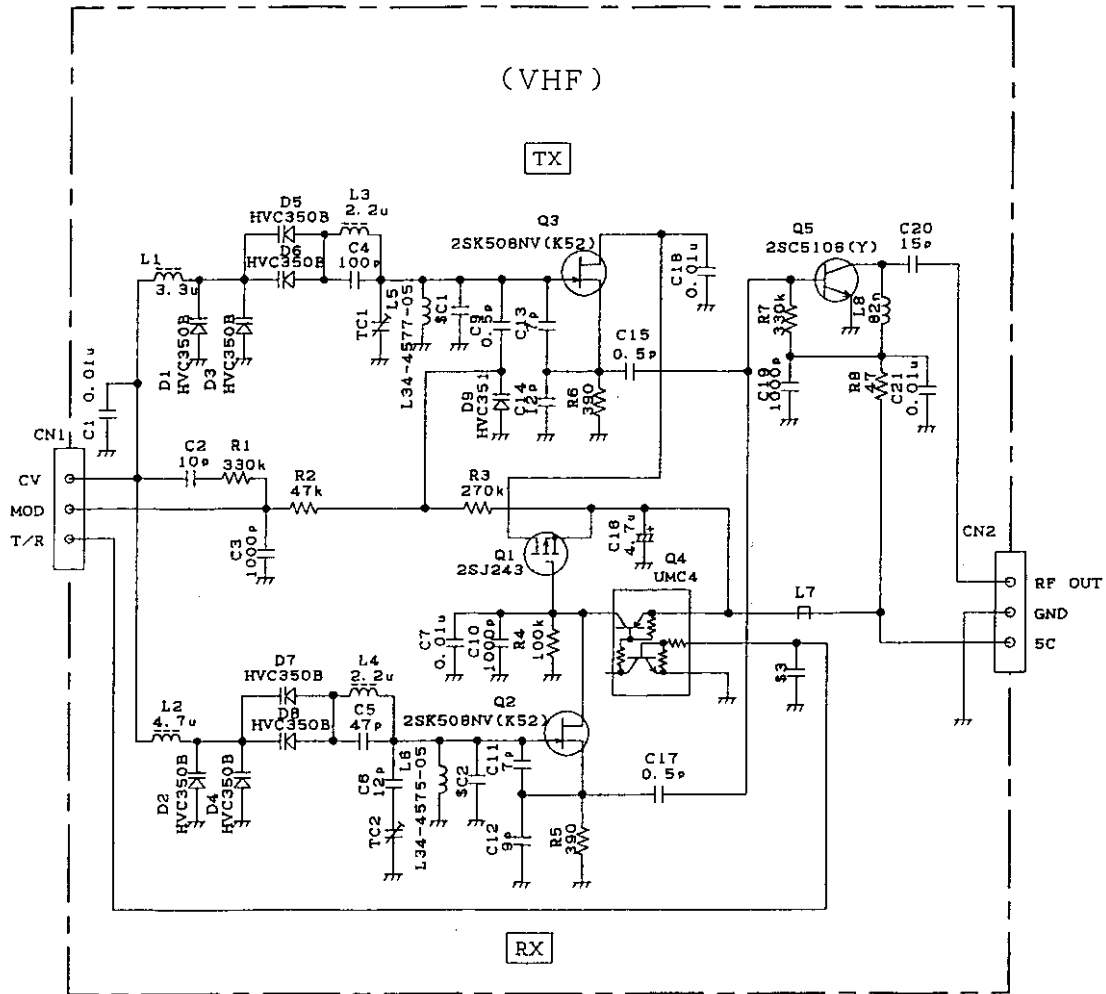 (VHF)
TX
L1
3.3u
D1
HVC350B
D3
HVC350B
D5
HVC350B
D6
HVC350B
L3
2.2u
C4
100p
TC1
L5
L34-4577-05
$C1
C9
0.5p
C13
7p
Q3
2SK508NV(K52)
C18
0.01u
D9
HVC351
C14
12p
R6
390
C15
0.5p
Q5
2SC5108(Y)
C20
15p
R7
330k
L8
82n
C19
1000p
R8
47
C21
0.01u
C1
0.01u
CN1
CV
MOD
T/R
C2
10p
R1
330k
C3
1000p
R2
47k
R3
270k
Q1
2SJ243
C16
4.7u
+
Q4
UMC4
L7
CN2
RF OUT
GND
5C
C7
0.01u
C10
1000p
R4
100k
$3
L2
4.7u
D2
HVC350B
D4
HVC350B
D7
HVC350B
D8
HVC350B
L4
2.2u
C5
47p
C6
12p
TC2
L6
L34-4575-05
$C2
C11
7p
Q2
2SK508NV(K52)
C12
9p
R5
390
C17
0.5p
RX